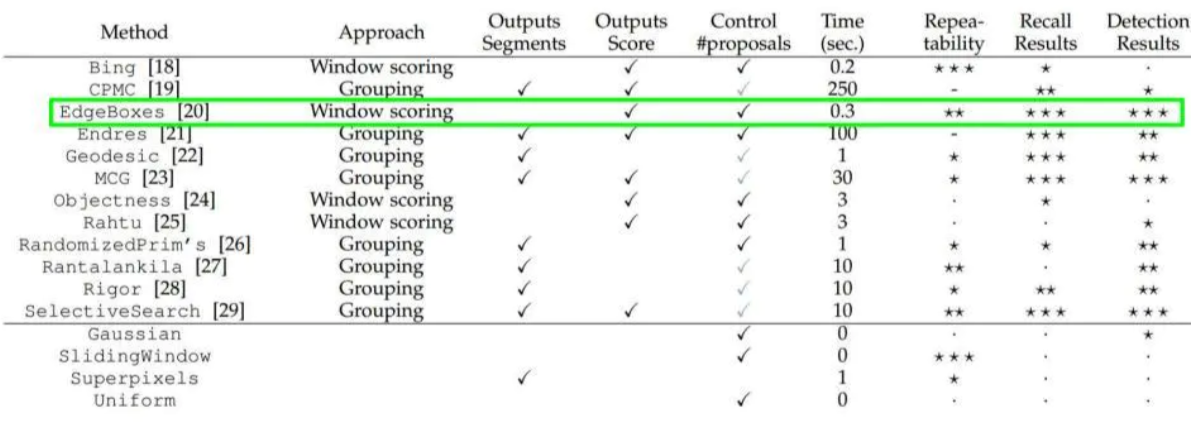 Method Approach Outputs Segments Outputs Score Control #proposals Time (sec.) Repea-tability Recall Results Detection Results
Bing [18] Window scoring ✓ ✓ 0.2 ⋆⋆⋆ ⋆ ·
CPMC [19] Grouping ✓ ✓ ✓ 250 - ⋆⋆ ⋆
EdgeBoxes [20] Window scoring ✓ ✓ 0.3 ⋆⋆ ⋆⋆⋆ ⋆⋆⋆
Endres [21] Grouping ✓ ✓ ✓ 100 - ⋆⋆⋆ ⋆⋆
Geodesic [22] Grouping ✓ ✓ 1 ⋆ ⋆⋆⋆ ⋆⋆
MCG [23] Grouping ✓ ✓ ✓ 30 ⋆ ⋆⋆⋆ ⋆⋆⋆
Objectness [24] Window scoring ✓ ✓ 3 · ⋆ ·
Rahtu [25] Window scoring ✓ ✓ 3 · · ⋆
RandomizedPrim's [26] Grouping ✓ ✓ 1 ⋆ ⋆ ⋆⋆
Rantalankila [27] Grouping ✓ ✓ 10 ⋆⋆ · ⋆⋆
Rigor [28] Grouping ✓ ✓ 10 ⋆ ⋆⋆ ⋆⋆
SelectiveSearch [29] Grouping ✓ ✓ ✓ 10 ⋆⋆ ⋆⋆⋆ ⋆⋆⋆
Gaussian ✓ 0 · · ⋆
SlidingWindow ✓ 0 ⋆⋆⋆ · ·
Superpixels ✓ 1 ⋆ · ·
Uniform ✓ 0 · · ·